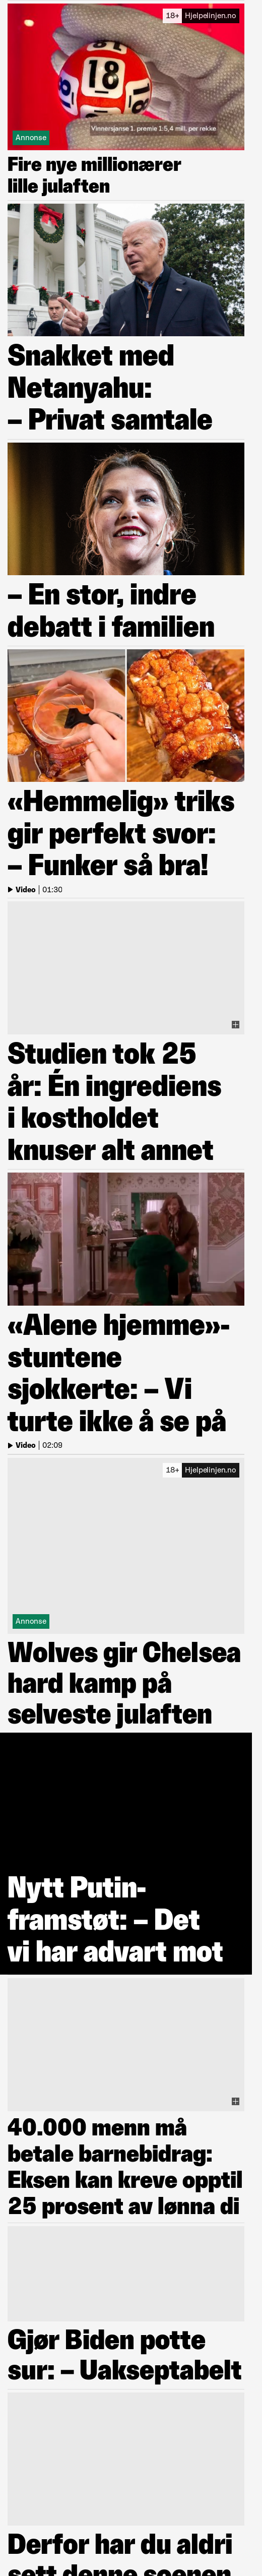 18+ Hjelpelinjen.no
18
Vinnersjanse 1. premie 1:5,4 mill. per rekke
Annonse
Fire nye millionærer
lille julaften
Snakket med
Netanyahu:
– Privat samtale
– En stor, indre
debatt i familien
«Hemmelig» triks
gir perfekt svor:
– Funker så bra!
Video | 01:30
Studien tok 25
år: Én ingrediens
i kostholdet
knuser alt annet
«Alene hjemme»-
stuntene
sjokkerte: – Vi
turte ikke å se på
Video | 02:09
18+ Hjelpelinjen.no
Annonse
Wolves gir Chelsea
hard kamp på
selveste julaften
Nytt Putin-
framstøt: – Det
vi har advart mot
40.000 menn må
betale barnebidrag:
Eksen kan kreve opptil
25 prosent av lønna di
Gjør Biden potte
sur: – Uakseptabelt
Derfor har du aldri
sett denne scenen